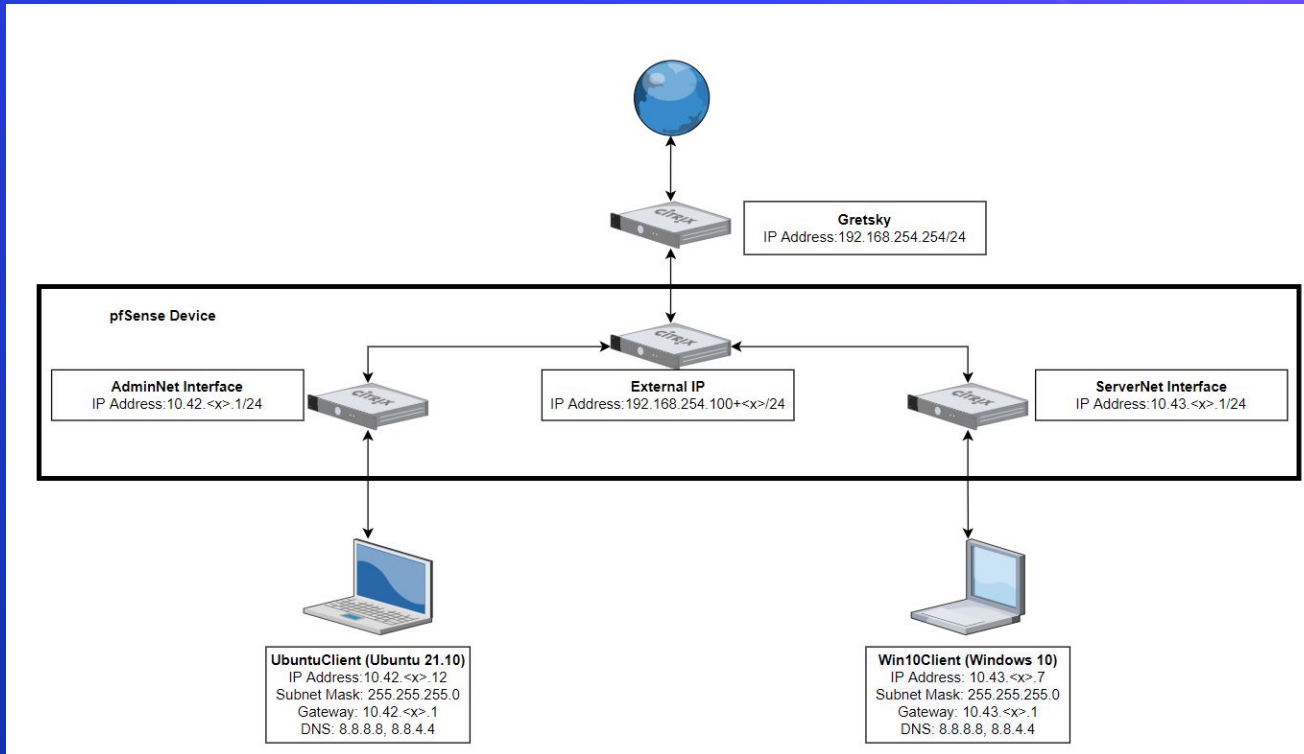 CITRIX
Gretsky
IP Address:192.168.254.254/24
pfSense Device
CITRIX
AdminNet Interface
IP Address:10.42.<x>.1/24
CITRIX
External IP
IP Address:192.168.254.100+<x>/24
CITRIX
ServerNet Interface
IP Address:10.43.<x>.1/24
UbuntuClient (Ubuntu 21.10)
IP Address:10.42.<x>.12
Subnet Mask: 255.255.255.0
Gateway: 10.42.<x>.1
DNS: 8.8.8.8, 8.8.4.4
Win10Client (Windows 10)
IP Address: 10.43.<x>.7
Subnet Mask: 255.255.255.0
Gateway: 10.43.<x>.1
DNS: 8.8.8.8, 8.8.4.4